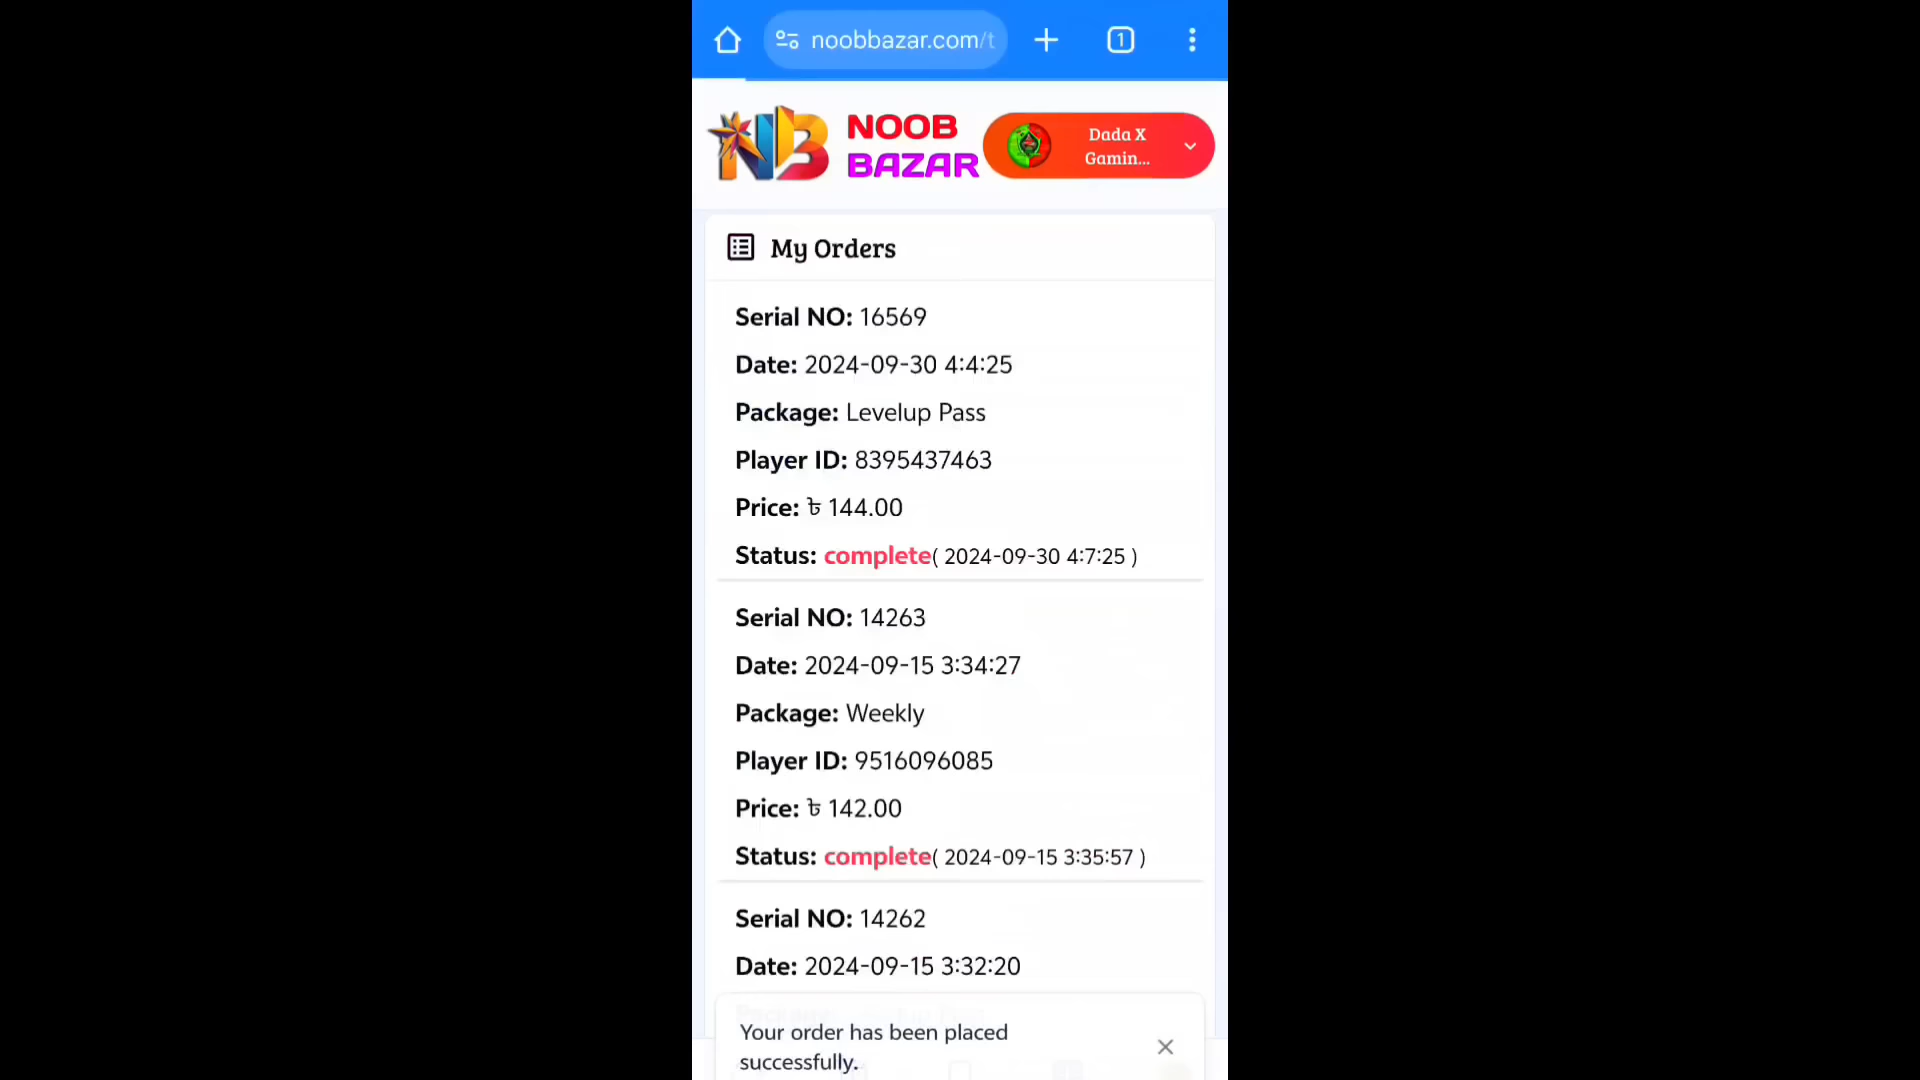 noobbazar.com/t
1
NB
NOOB
BAZAR
Dada X
Gamin...
My Orders
Serial NO: 16569
Date: 2024-09-30 4:4:25
Package: Levelup Pass
Player ID: 8395437463
Price: ৳ 144.00
Status: complete( 2024-09-30 4:7:25 )
Serial NO: 14263
Date: 2024-09-15 3:34:27
Package: Weekly
Player ID: 9516096085
Price: ৳ 142.00
Status: complete( 2024-09-15 3:35:57 )
Serial NO: 14262
Date: 2024-09-15 3:32:20
Your order has been placed
successfully.